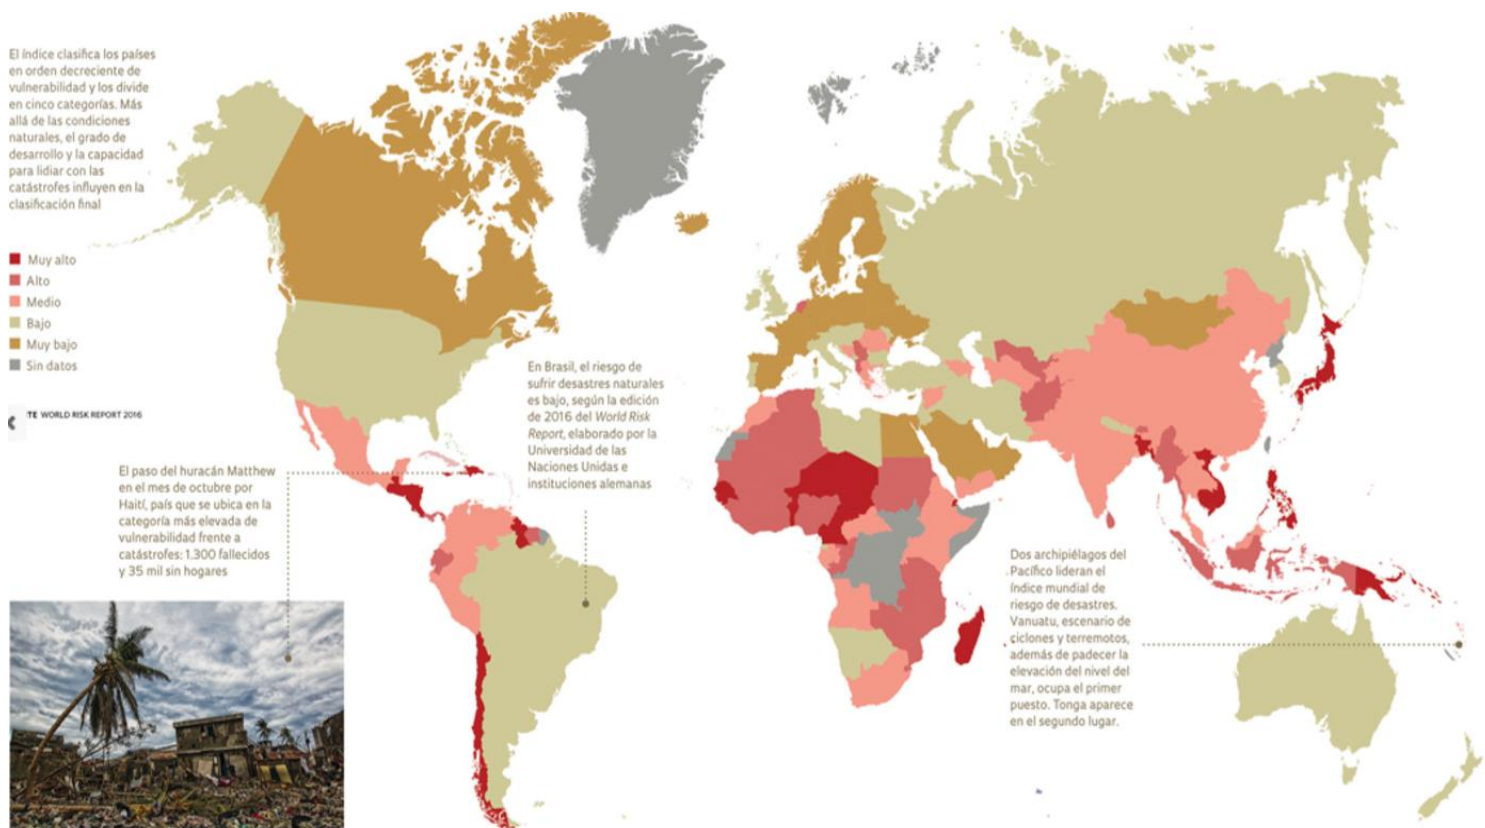 El índice clasifica los países
en orden decreciente de
vulnerabilidad y los divide
en cinco categorías. Más
allá de las condiciones
naturales, el grado de
desarrollo y la capacidad
para lidiar con las
catástrofes influyen en la
clasificación final
Muy alto
Alto
Medio
Bajo
Muy bajo
Sin datos
TE WORLD RISK REPORT 2016
En Brasil, el riesgo de
sufrir desastres naturales
es bajo, según la edición
de 2016 del World Risk
Report, elaborado por la
Universidad de las
Naciones Unidas e
instituciones alemanas
El paso del huracán Matthew
en el mes de octubre por
Haití, país que se ubica en la
categoría más elevada de
vulnerabilidad frente a
catástrofes: 1.300 fallecidos
y 35 mil sin hogares
Dos archipiélagos del
Pacífico lideran el
índice mundial de
riesgo de desastres.
Vanuatu, escenario de
ciclones y terremotos,
además de padecer la
elevación del nivel del
mar, ocupa el primer
puesto. Tonga aparece
en el segundo lugar.